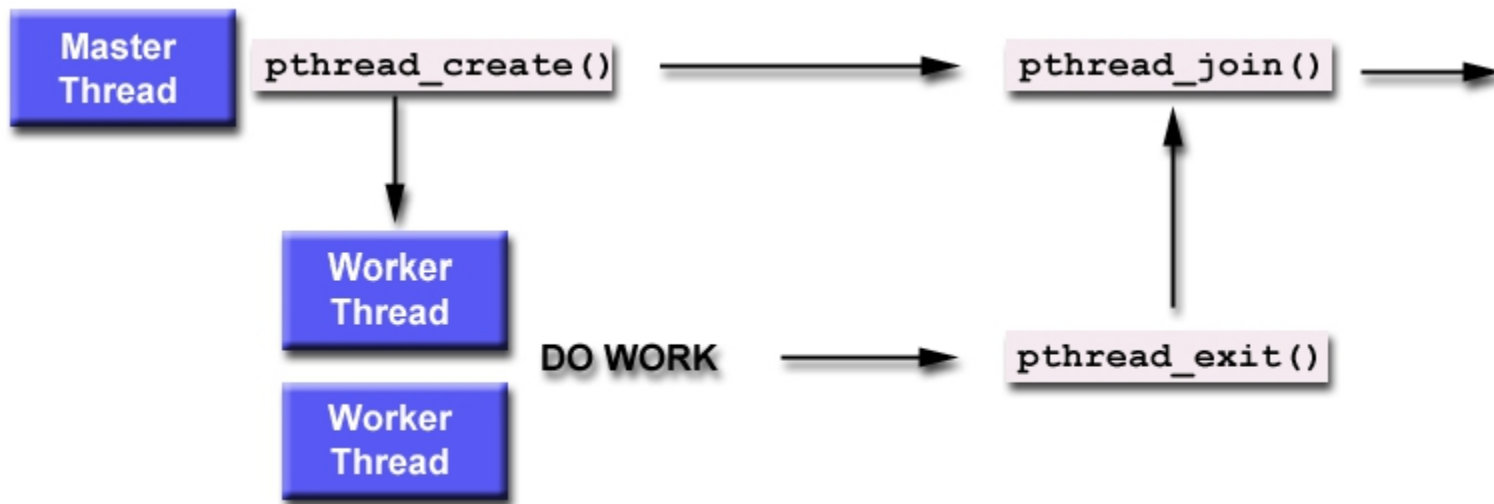 Master
Thread
pthread_create()
pthread_join()
Worker
Thread
DO WORK
pthread_exit()
Worker
Thread